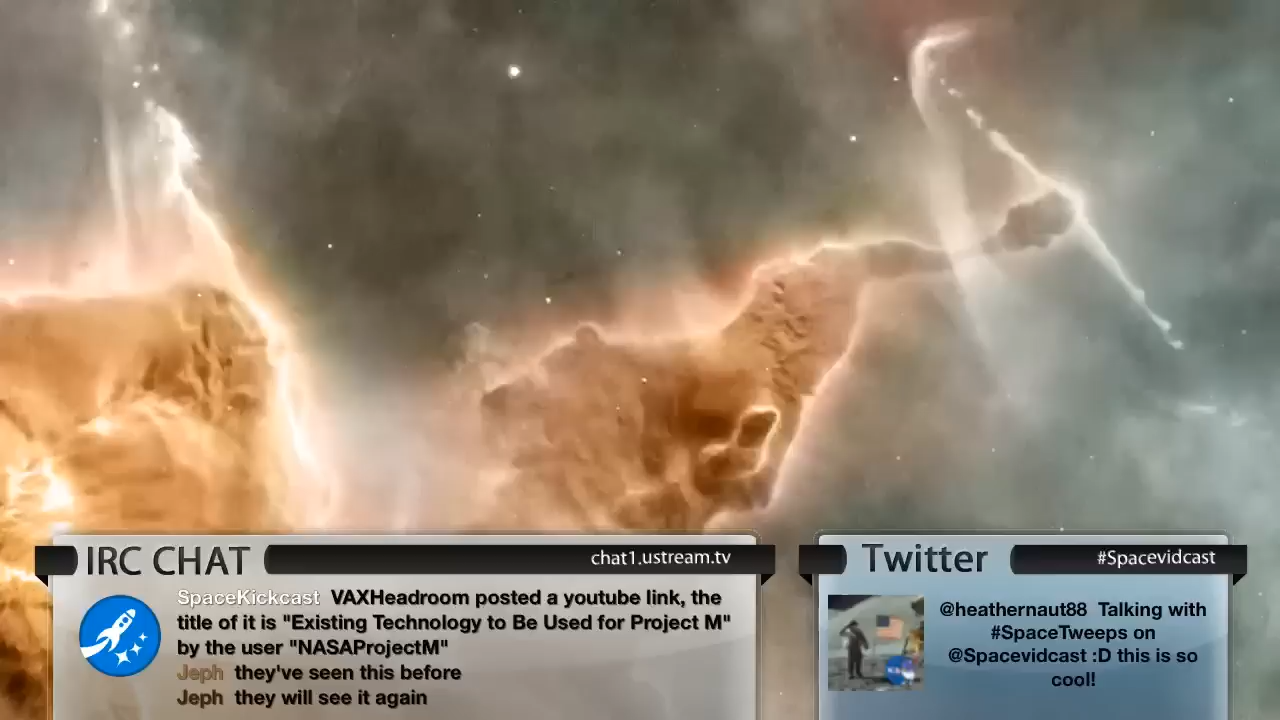 IRC CHAT
chat1.ustream.tv
SpaceKickcast VAXHeadroom posted a youtube link, the
title of it is "Existing Technology to Be Used for Project M"
by the user "NASAProjectM"
Jeph they've seen this before
Jeph they will see it again
Twitter
#Spacevidcast
@heathernaut88 Talking with
#SpaceTweeps on
@Spacevidcast :D this is so
cool!